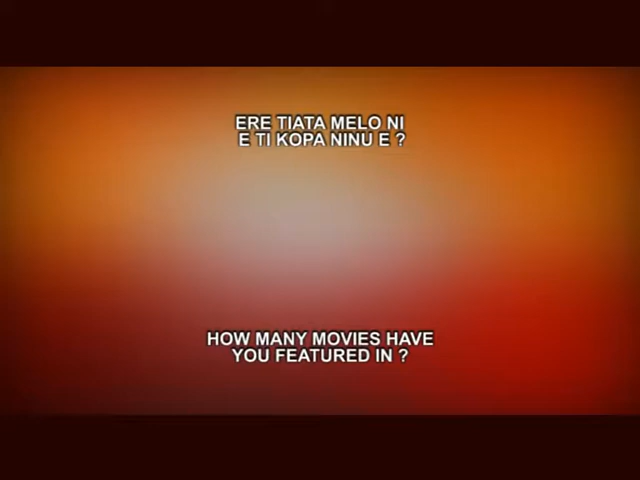 ERE TIATA MELO NI
E TI KOPA NINU E ?
HOW MANY MOVIES HAVE
YOU FEATURED IN ?